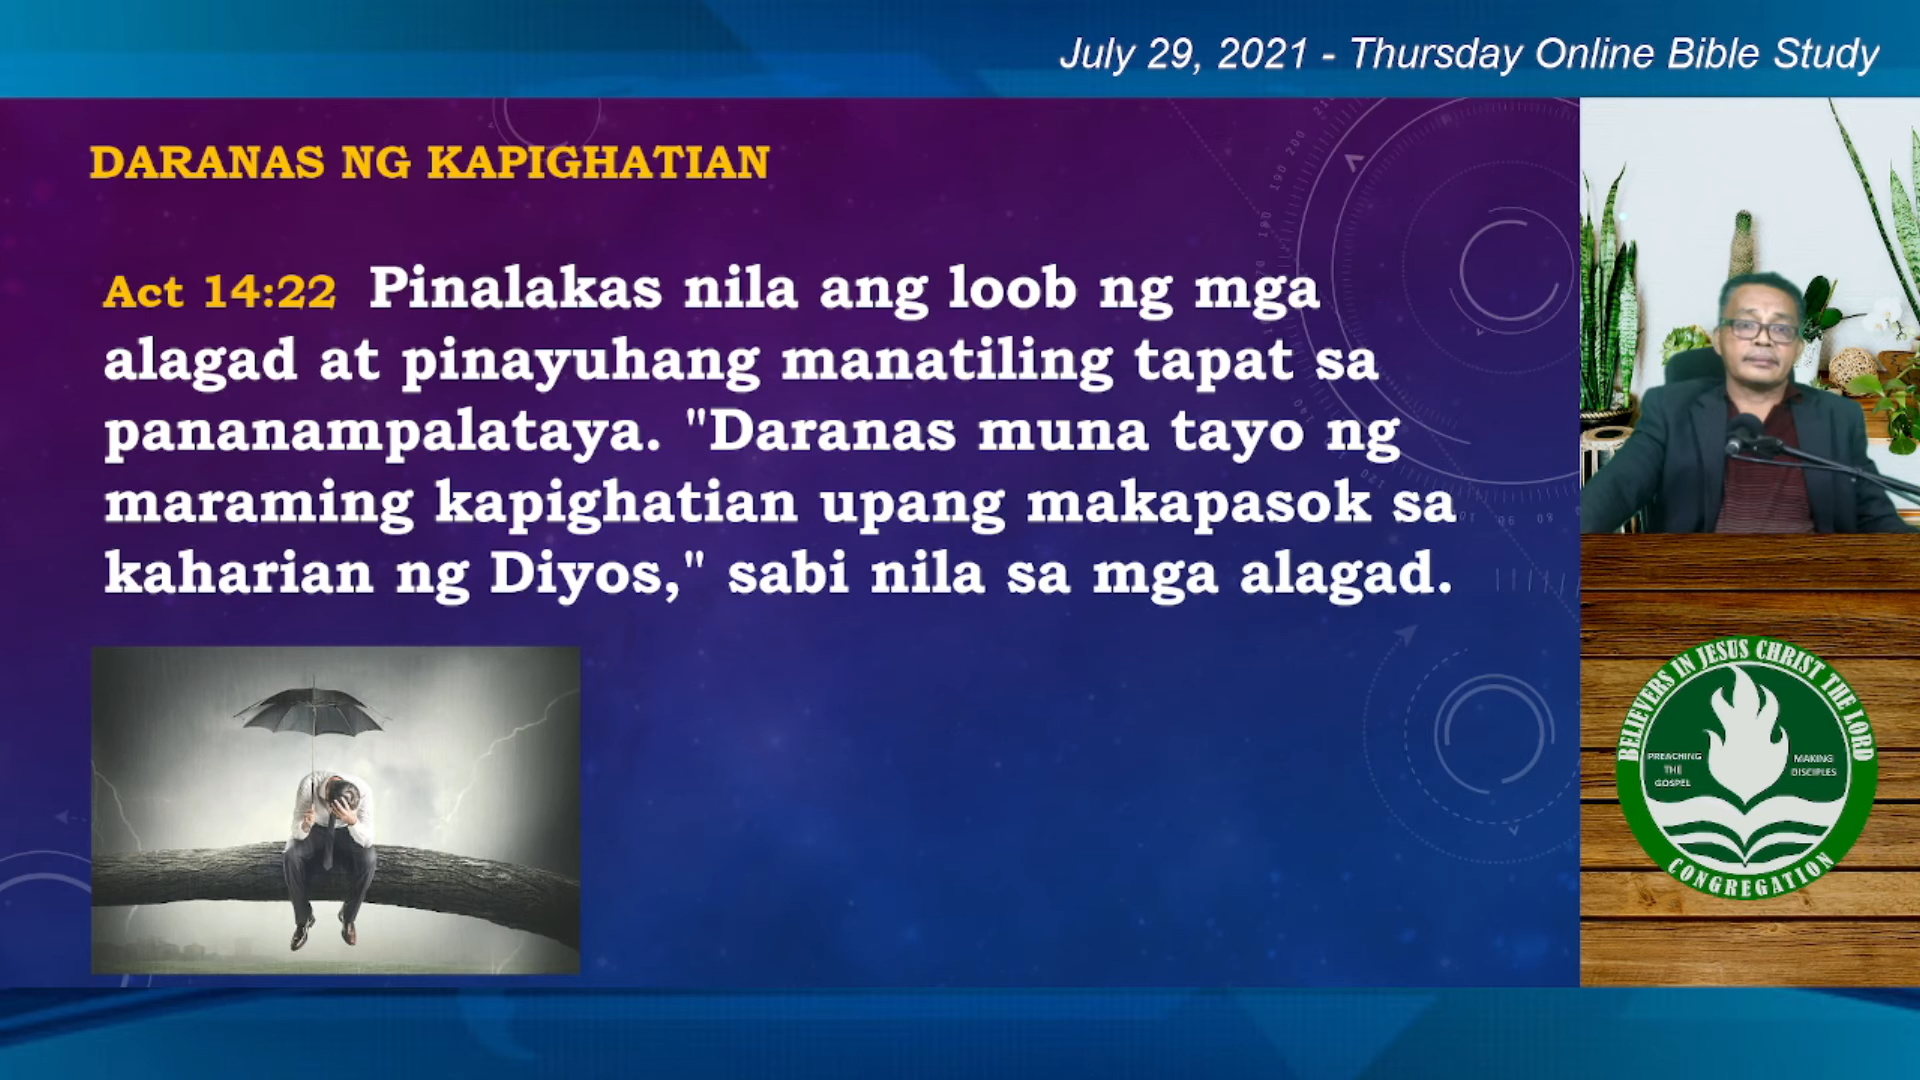 July 29, 2021 - Thursday Online Bible Study
DARANAS NG KAPIGHATIAN
Act 14:22 Pinalakas nila ang loob ng mga
alagad at pinayuhang manatiling tapat sa
pananampalataya. "Daranas muna tayo ng
maraming kapighatian upang makapasok sa
kaharian ng Diyos," sabi nila sa mga alagad.
BELIEVERS IN JESUS CHRIST THE LORD
PREACHING
THE
GOSPEL
MAKING
DISCIPLES
CONGREGATION